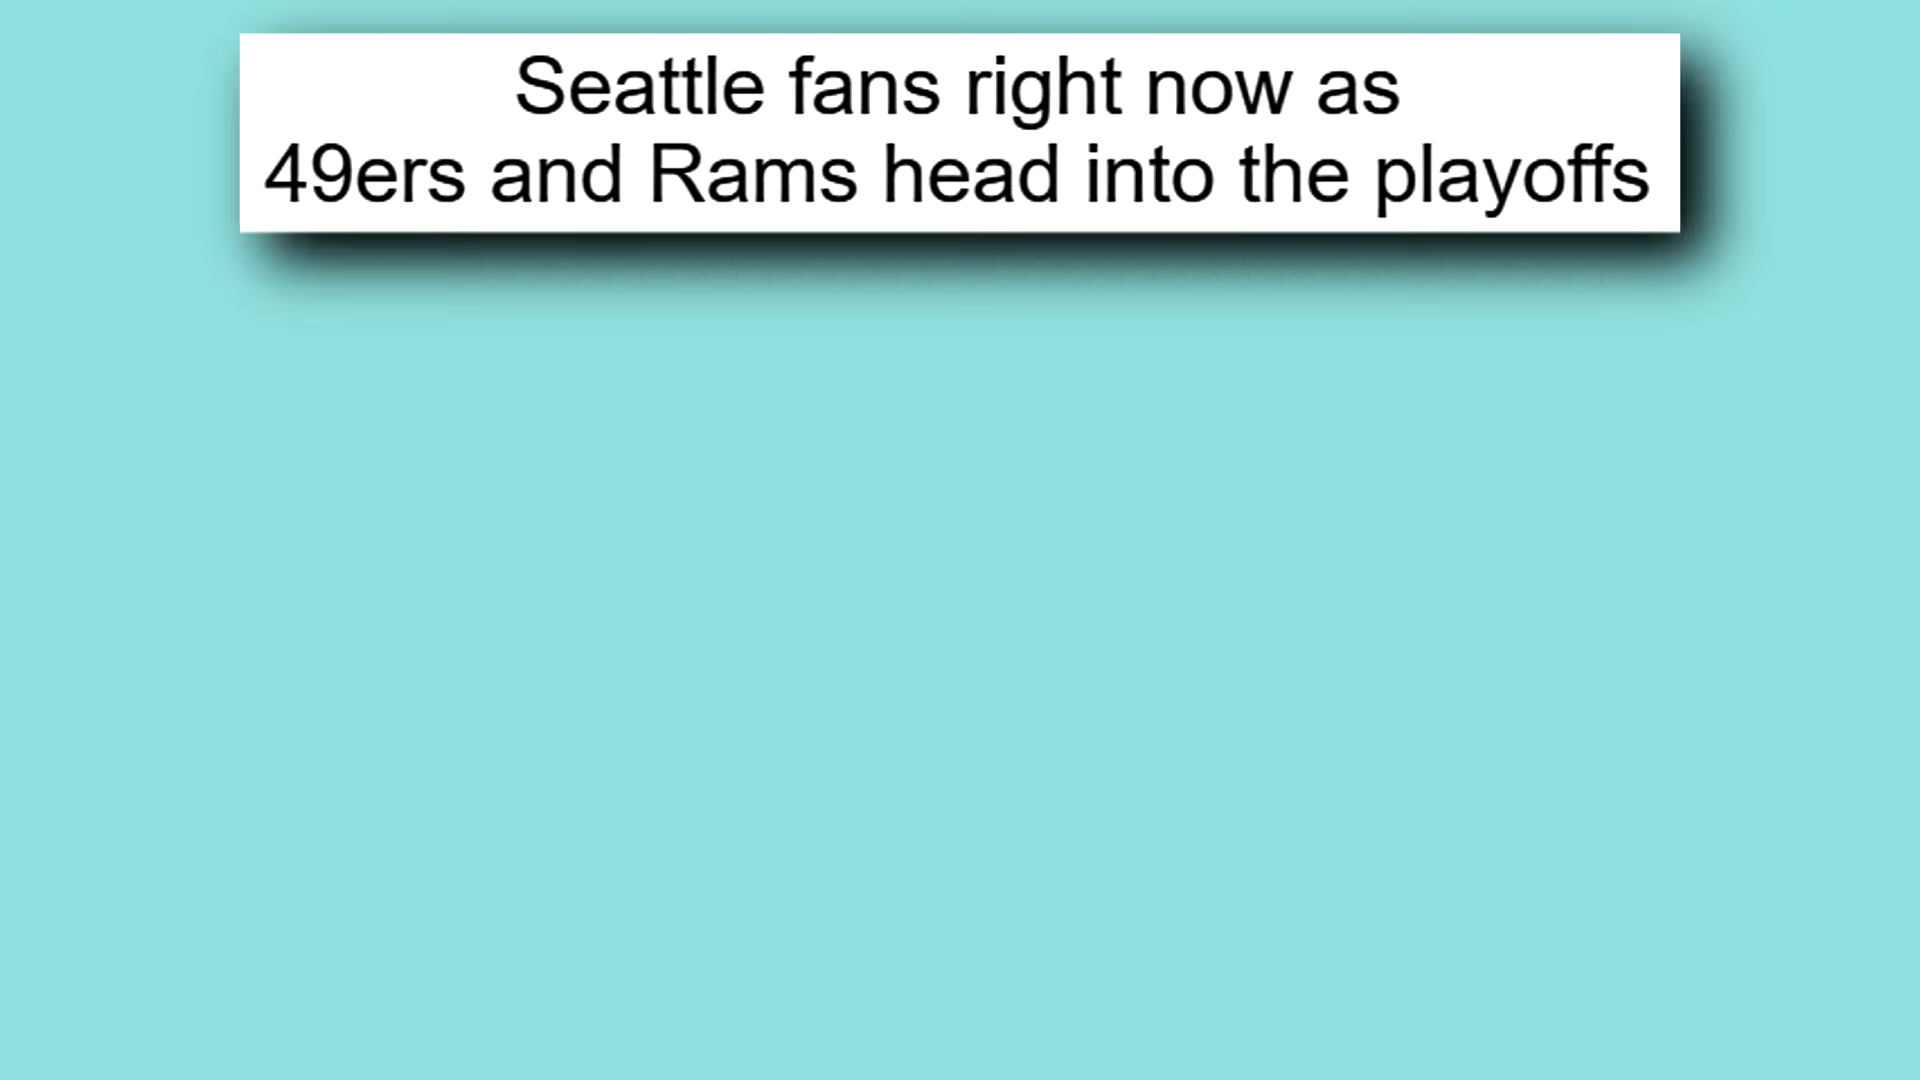 Seattle fans right now as
49ers and Rams head into the playoffs